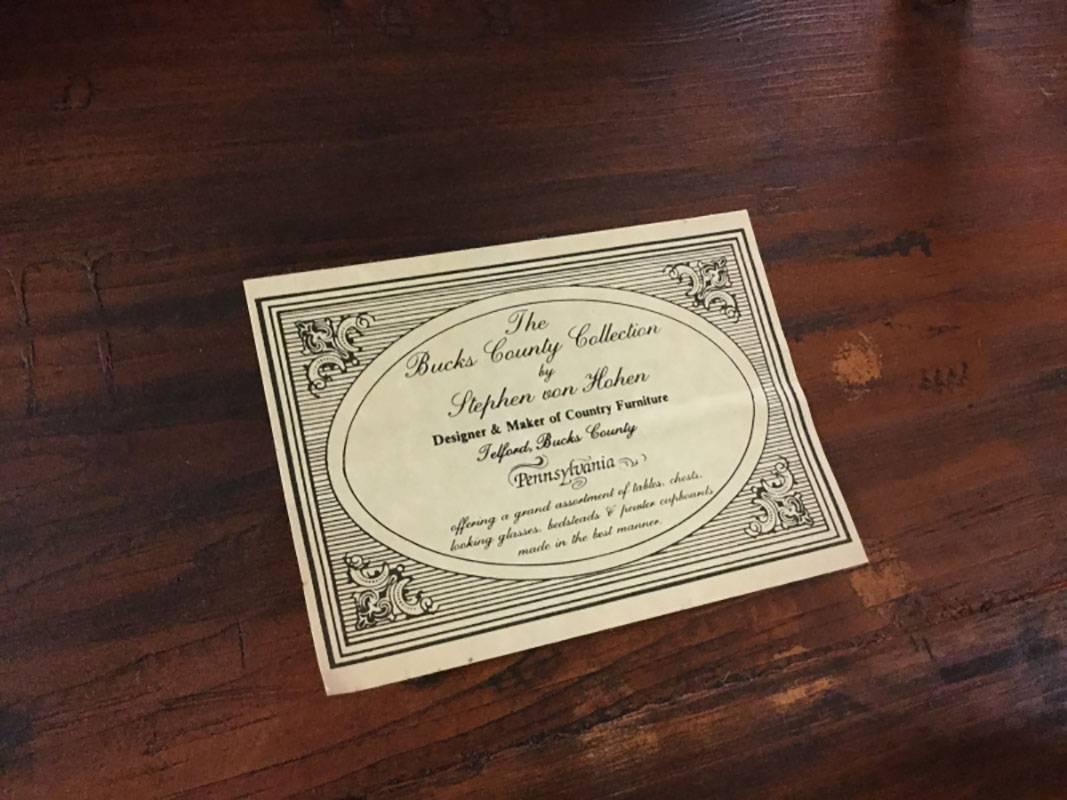 The
Bucks County Collection
by
Stephen von Hohen
Designer & Maker of Country Furniture
Telford, Bucks County
Pennsylvania
offering a grand assortment of tables, chests,
looking glasses, bedsteads & pewter cupboards
made in the best manner.